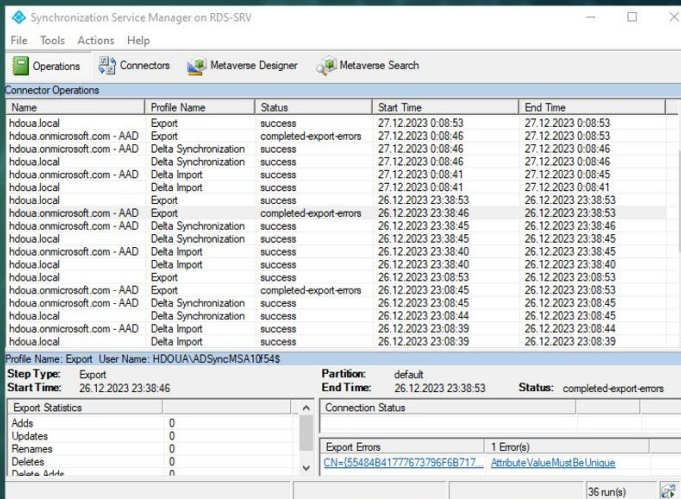 Synchronization Service Manager on RDS-SRV
File Tools Actions Help
Operations Connectors Metaverse Designer Metaverse Search
Connector Operations
Name Profile Name Status Start Time End Time
hdoua.local Export success 27.12.2023 0:08:53 27.12.2023 0:08:53
hdoua.onmicrosoft.com - AAD Export completed-export-errors 27.12.2023 0:08:46 27.12.2023 0:08:53
hdoua.onmicrosoft.com - AAD Delta Synchronization success 27.12.2023 0:08:46 27.12.2023 0:08:46
hdoua.local Delta Synchronization success 27.12.2023 0:08:46 27.12.2023 0:08:46
hdoua.onmicrosoft.com - AAD Delta Import success 27.12.2023 0:08:41 27.12.2023 0:08:45
hdoua.local Delta Import success 27.12.2023 0:08:41 27.12.2023 0:08:41
hdoua.local Export success 26.12.2023 23:38:53 26.12.2023 23:38:53
hdoua.onmicrosoft.com - AAD Export completed-export-errors 26.12.2023 23:38:46 26.12.2023 23:38:53
hdoua.onmicrosoft.com - AAD Delta Synchronization success 26.12.2023 23:38:45 26.12.2023 23:38:46
hdoua.local Delta Synchronization success 26.12.2023 23:38:45 26.12.2023 23:38:45
hdoua.onmicrosoft.com - AAD Delta Import success 26.12.2023 23:38:40 26.12.2023 23:38:45
hdoua.local Delta Import success 26.12.2023 23:38:40 26.12.2023 23:38:40
hdoua.local Export success 26.12.2023 23:08:53 26.12.2023 23:08:53
hdoua.onmicrosoft.com - AAD Export completed-export-errors 26.12.2023 23:08:45 26.12.2023 23:08:53
hdoua.onmicrosoft.com - AAD Delta Synchronization success 26.12.2023 23:08:45 26.12.2023 23:08:45
hdoua.local Delta Synchronization success 26.12.2023 23:08:44 26.12.2023 23:08:45
hdoua.onmicrosoft.com - AAD Delta Import success 26.12.2023 23:08:39 26.12.2023 23:08:44
hdoua.local Delta Import success 26.12.2023 23:08:39 26.12.2023 23:08:39
Profile Name: Export User Name: HDOUA\ADSyncMSA10f54$
Step Type: Export Partition: default
Start Time: 26.12.2023 23:38:46 End Time: 26.12.2023 23:38:53 Status: completed-export-errors
Export Statistics Connection Status
Adds 0
Updates 0
Renames 0 Export Errors 1 Error(s)
Deletes 0 CN={55484B41777673796F6B717... AttributeValueMustBeUnique
Delete Adds 0
36 run(s)